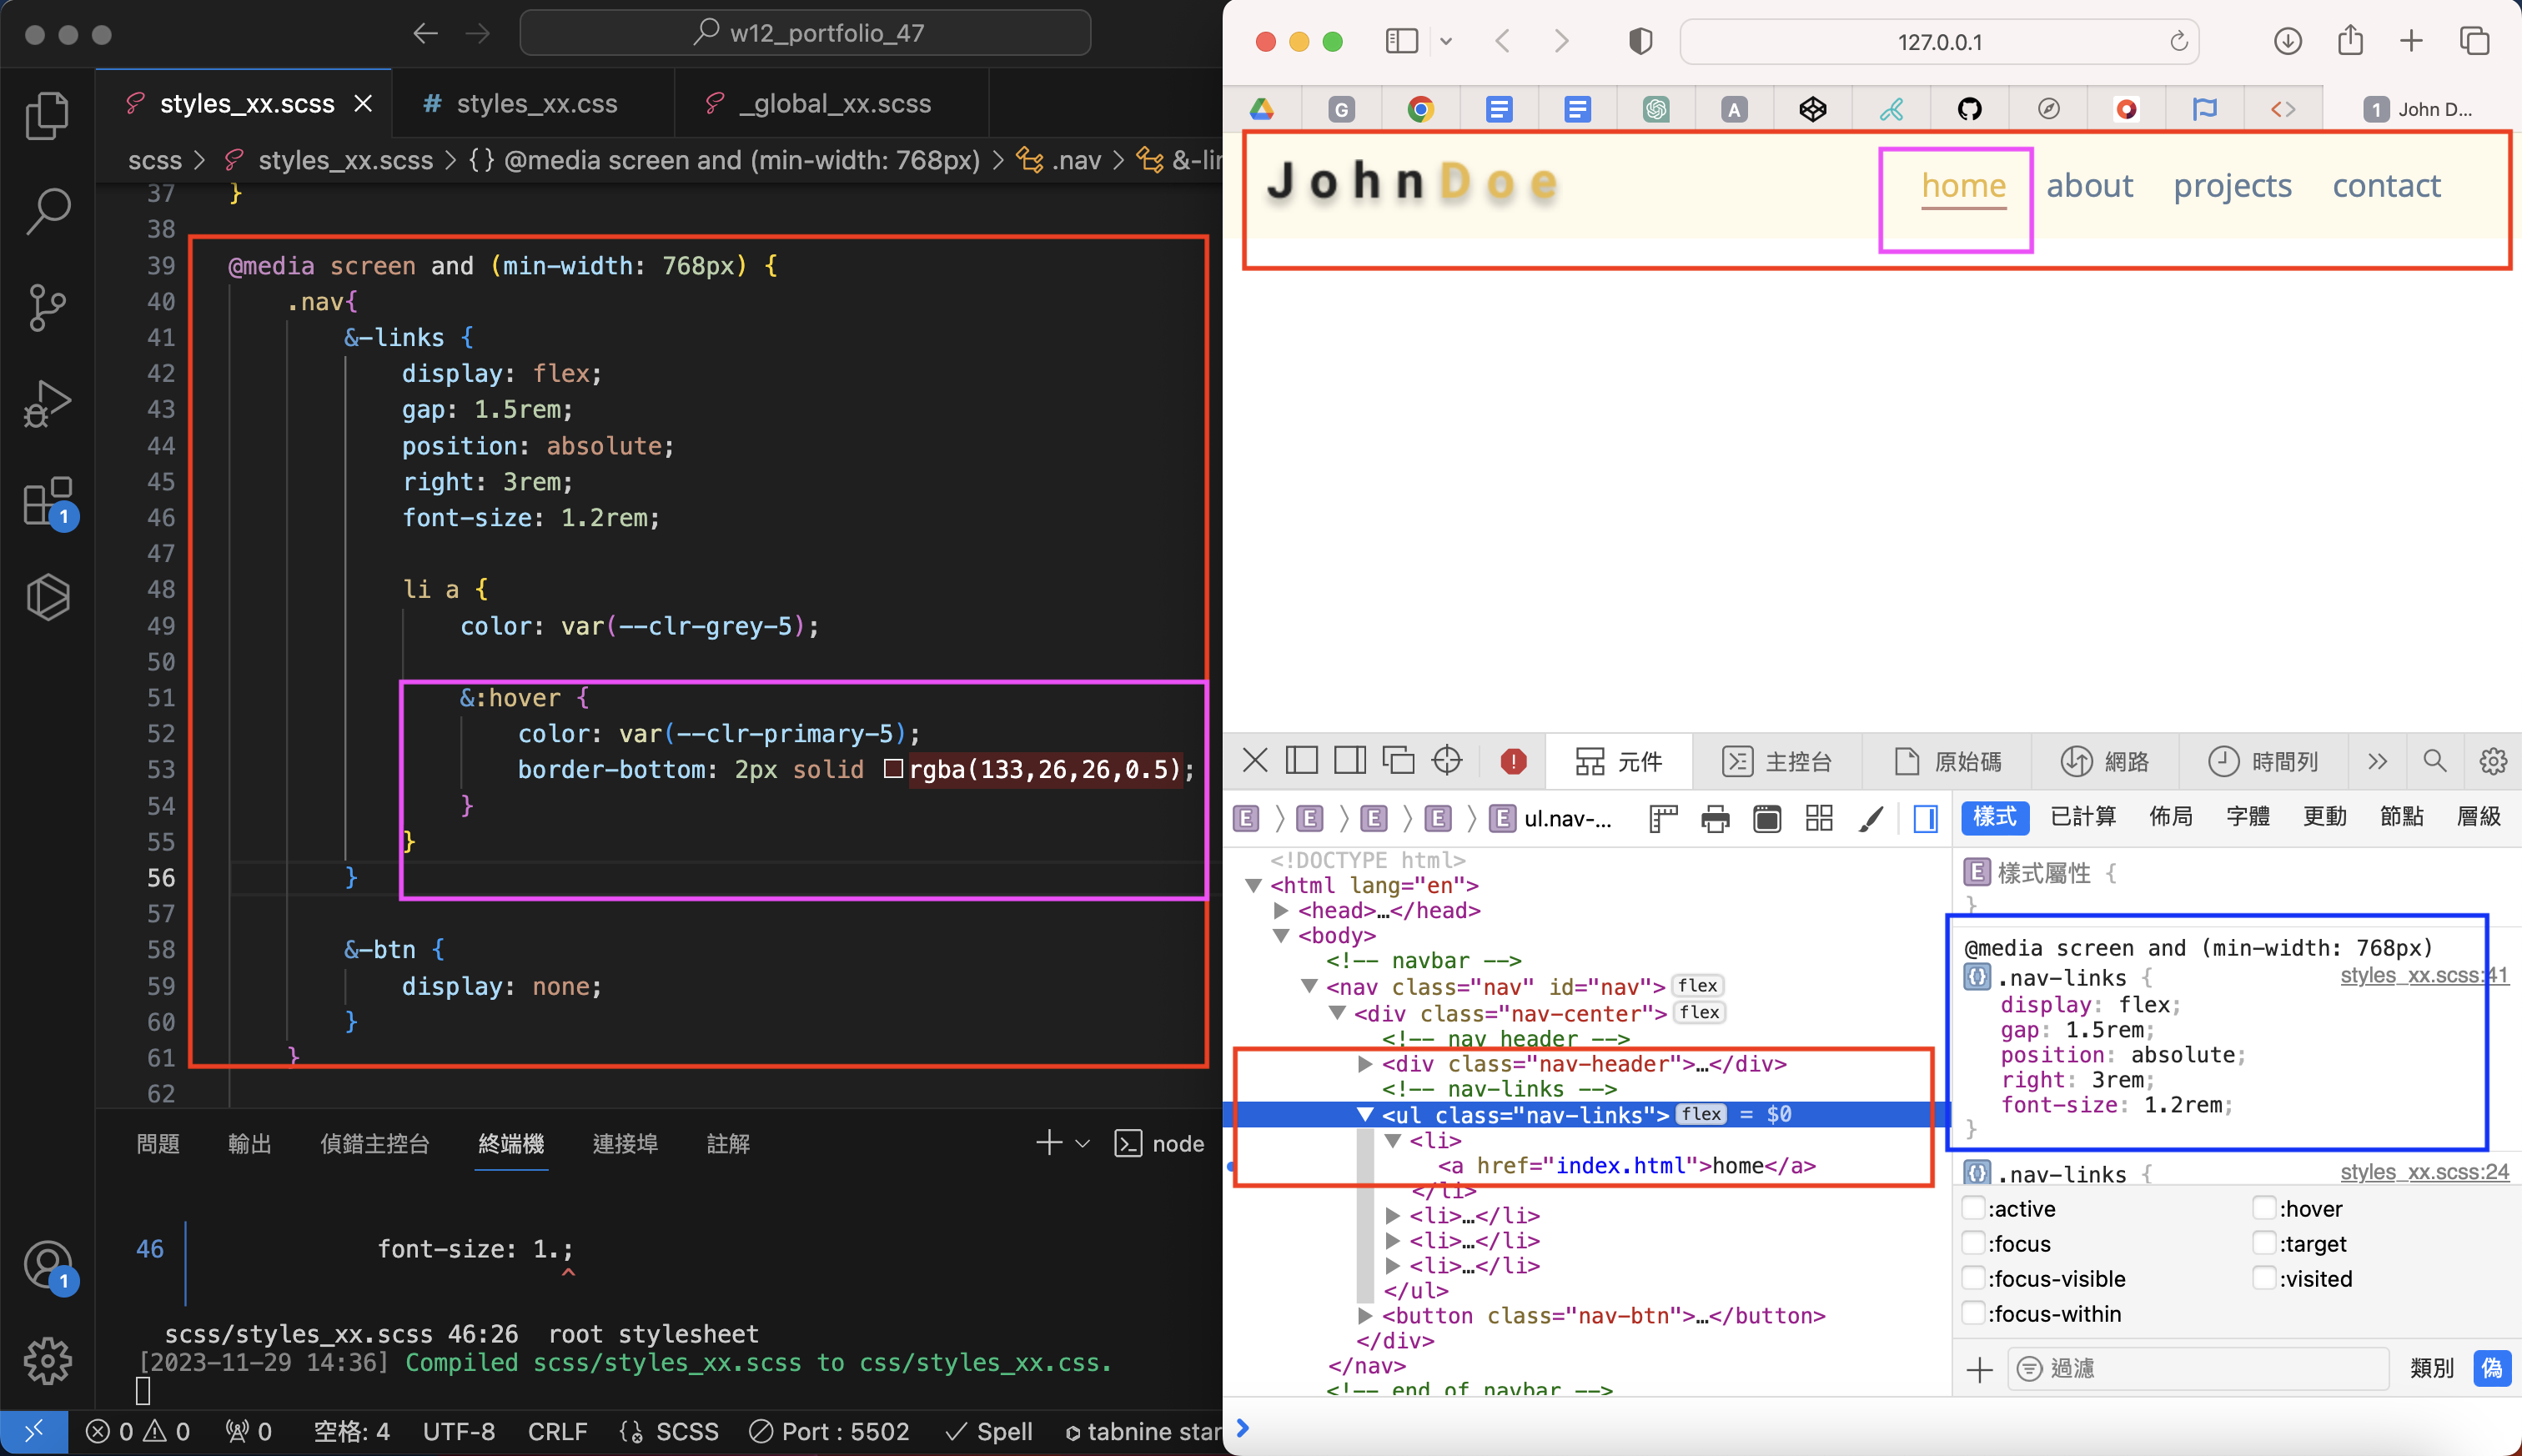 w12_portfolio_47
styles_xx.scss
# styles_xx.css
_global_xx.scss
scss > styles_xx.scss > {} @media screen and (min-width: 768px) > .nav > &-lin
37 }
38
39 @media screen and (min-width: 768px) {
40 .nav{
41 &-links {
42 display: flex;
43 gap: 1.5rem;
44 position: absolute;
45 right: 3rem;
46 font-size: 1.2rem;
47
48 li a {
49 color: var(--clr-grey-5);
50
51 &:hover {
52 color: var(--clr-primary-5);
53 border-bottom: 2px solid rgba(133,26,26,0.5);
54 }
55 }
56 }
57
58 &-btn {
59 display: none;
60 }
61 }
62
1
1
問題 輸出 偵錯主控台 終端機 連接埠 註解
node
46 font-size: 1.;
^
scss/styles_xx.scss 46:26 root stylesheet
[2023-11-29 14:36] Compiled scss/styles_xx.scss to css/styles_xx.css.
0 0 0 空格: 4 UTF-8 CRLF {} SCSS Port : 5502 Spell tabnine star
127.0.0.1
G
A
<>
1 John D...
JohnDoe
home about projects contact
元件 主控台 原始碼 網路 時間列
E E E E E ul.nav-...
樣式 已計算 佈局 字體 更動 節點 層級
<!DOCTYPE html>
<html lang="en">
<head>…</head>
<body>
<!-- navbar -->
<nav class="nav" id="nav"> flex
<div class="nav-center"> flex
<!-- nav header -->
<div class="nav-header">…</div>
<!-- nav-links -->
<ul class="nav-links"> flex = $0
<li>
<a href="index.html">home</a>
</li>
<li>…</li>
<li>…</li>
<li>…</li>
</ul>
<button class="nav-btn">…</button>
</div>
</nav>
<!-- end of navbar -->
E 樣式屬性 {
}
@media screen and (min-width: 768px)
.nav-links { styles_xx.scss:41
display: flex;
gap: 1.5rem;
position: absolute;
right: 3rem;
font-size: 1.2rem;
}
.nav-links { styles_xx.scss:24
:active :hover
:focus :target
:focus-visible :visited
:focus-within
過濾 類別 偽